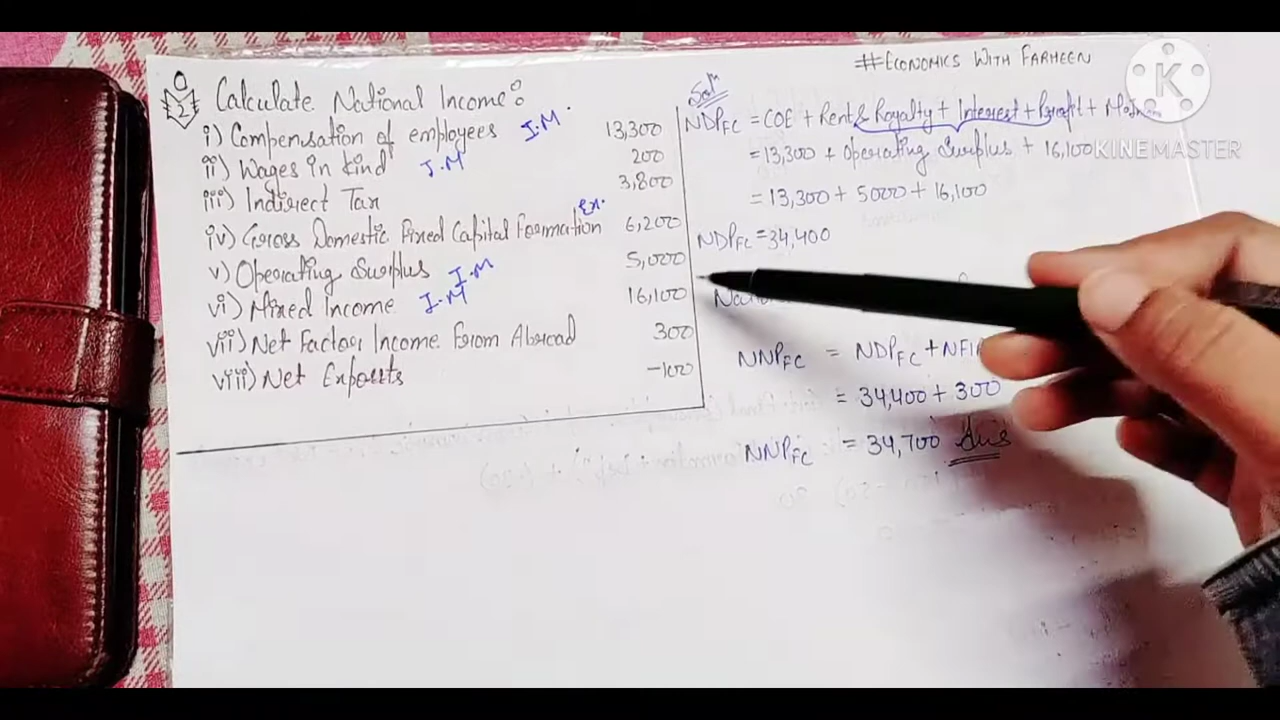 #ECONOMICS WITH FARHEEN
K
KINEMASTER
2 Calculate National Income:
i) Compensation of employees I.M 13,300
ii) Wages in kind I.M 200
iii) Indirect Tax 3,800
iv) Gross Domestic Fixed Capital Formation Ex. 6,200
v) Operating Surplus I.M 5,000
vi) Mixed Income I.M 16,100
vii) Net Factor Income From Abroad 300
viii) Net Exports -100
Solⁿ
NDPFC = COE + Rent & Royalty + Interest + Profit +
= 13,300 + Operating Surplus + 16,100
= 13,300 + 5000 + 16,100
NDPFC = 34,400
NNPFC = NDPFC + NFIA
= 34,400 + 300
NNPFC = 34,700 Ans